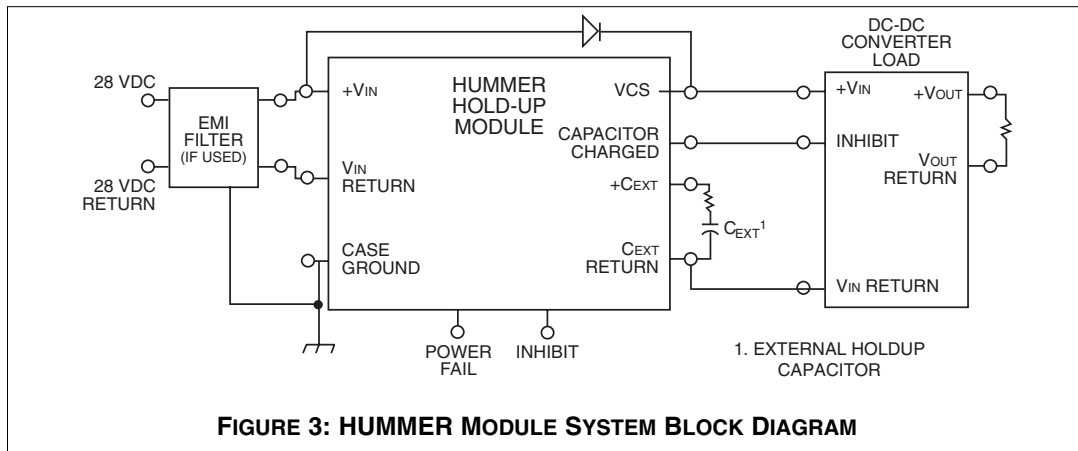 28 VDC
EMI
FILTER
(IF USED)
28 VDC
RETURN
+VIN
VIN
RETURN
CASE
GROUND
HUMMER
HOLD-UP
MODULE
VCS
CAPACITOR
CHARGED
+CEXT
CEXT
RETURN
CEXT1
POWER
FAIL
INHIBIT
DC-DC
CONVERTER
LOAD
+VIN
INHIBIT
VIN RETURN
+VOUT
VOUT
RETURN
1. EXTERNAL HOLDUP
CAPACITOR
FIGURE 3: HUMMER MODULE SYSTEM BLOCK DIAGRAM